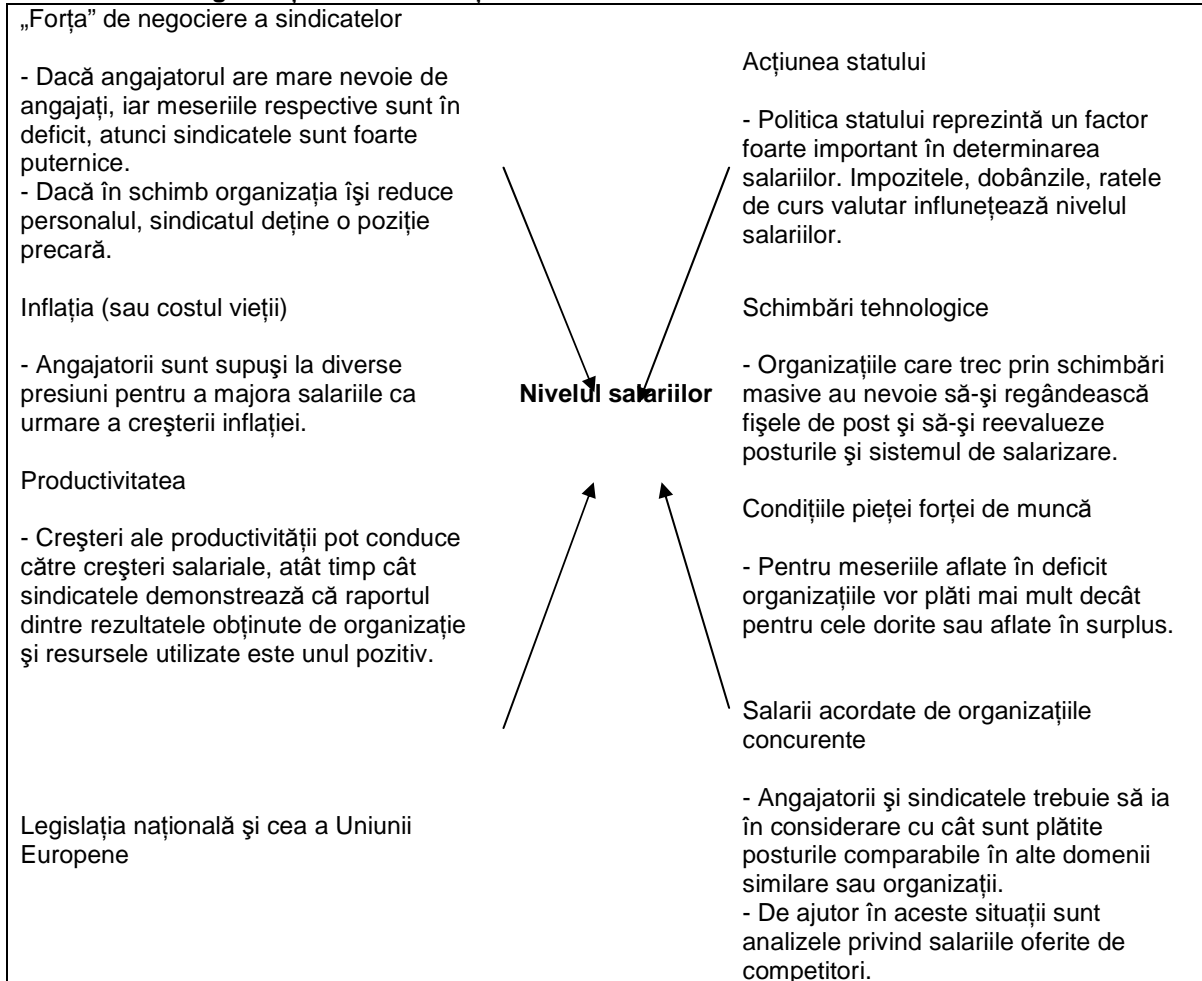 „Forța” de negociere a sindicatelor
- Dacă angajatorul are mare nevoie de
angajați, iar meseriile respective sunt în
deficit, atunci sindicatele sunt foarte
puternice.
- Dacă în schimb organizația îşi reduce
personalul, sindicatul deține o poziție
precară.
Inflația (sau costul vieții)
- Angajatorii sunt supuşi la diverse
presiuni pentru a majora salariile ca
urmare a creşterii inflației.
Productivitatea
- Creşteri ale productivității pot conduce
către creşteri salariale, atât timp cât
sindicatele demonstrează că raportul
dintre rezultatele obținute de organizație
şi resursele utilizate este unul pozitiv.
Legislația națională şi cea a Uniunii
Europene
Nivelul salariilor
Acțiunea statului
- Politica statului reprezintă un factor
foarte important în determinarea
salariilor. Impozitele, dobânzile, ratele
de curs valutar influnețează nivelul
salariilor.
Schimbări tehnologice
- Organizațiile care trec prin schimbări
masive au nevoie să-şi regândească
fişele de post şi să-şi reevalueze
posturile şi sistemul de salarizare.
Condițiile pieței forței de muncă
- Pentru meseriile aflate în deficit
organizațiile vor plăti mai mult decât
pentru cele dorite sau aflate în surplus.
Salarii acordate de organizațiile
concurente
- Angajatorii şi sindicatele trebuie să ia
în considerare cu cât sunt plătite
posturile comparabile în alte domenii
similare sau organizații.
- De ajutor în aceste situații sunt
analizele privind salariile oferite de
competitori.